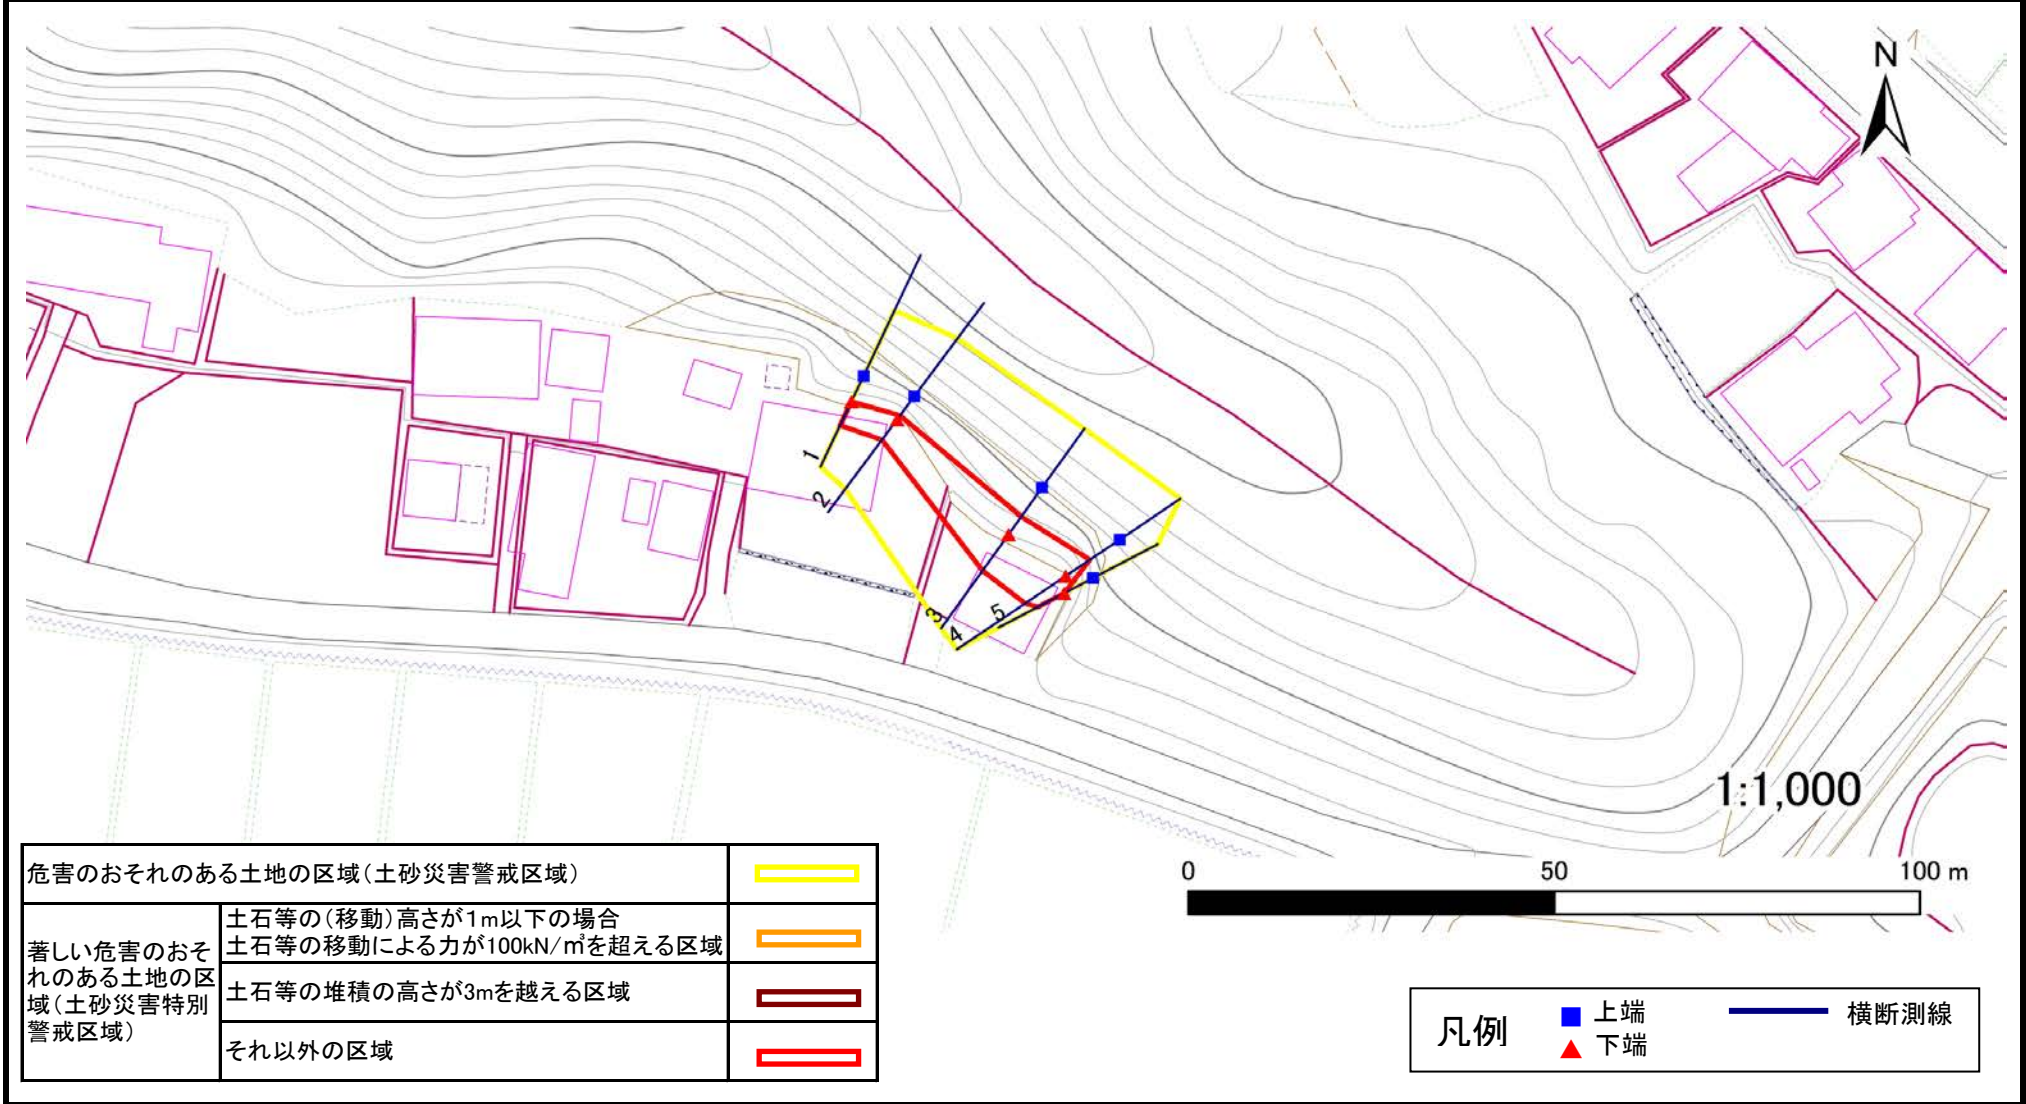 N
1
2
3
4
5
1:1,000
0 50 100 m
危害のおそれのある土地の区域(土砂災害警戒区域)
著しい危害のおそ
れのある土地の区
域(土砂災害特別
警戒区域)
土石等の(移動)高さが1m以下の場合
土石等の移動による力が100kN/㎡を超える区域
土石等の堆積の高さが3mを越える区域
それ以外の区域
凡例
上端
下端
横断測線